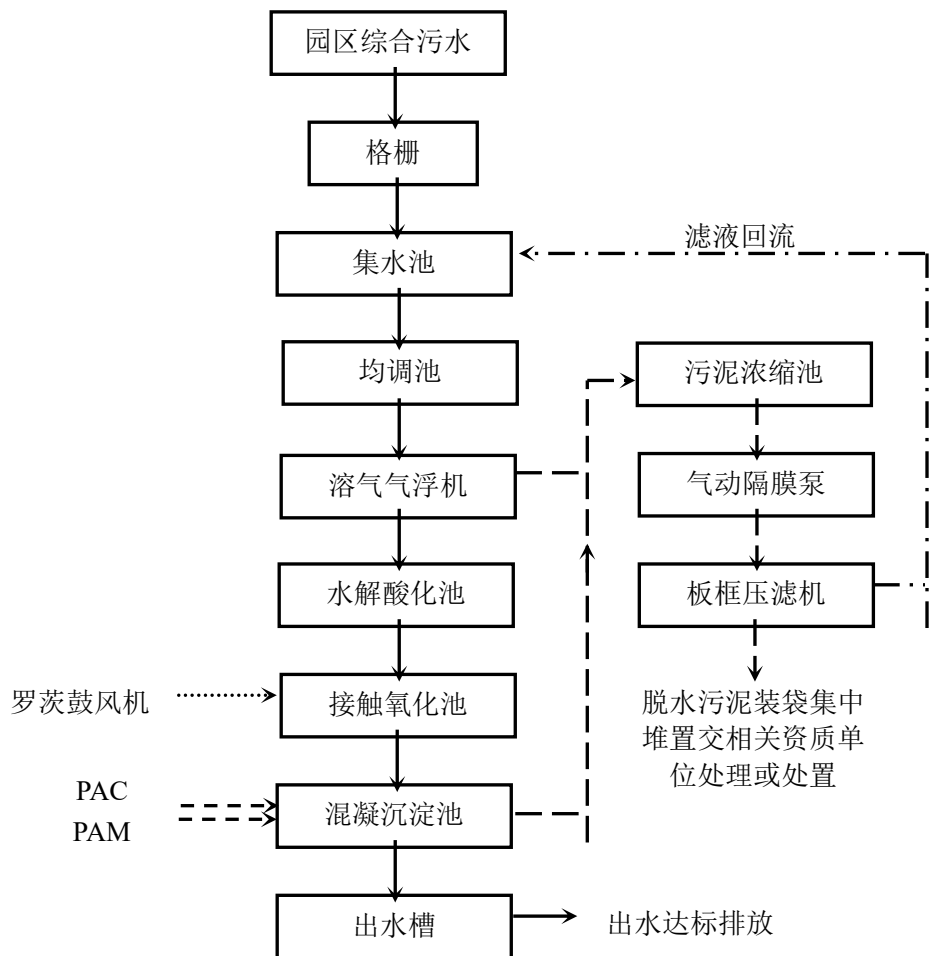 园区综合污水
格栅
滤液回流
集水池
均调池
污泥浓缩池
溶气气浮机
气动隔膜泵
水解酸化池
板框压滤机
罗茨鼓风机
接触氧化池
脱水污泥装袋集中
堆置交相关资质单
位处理或处置
PAC
PAM
混凝沉淀池
出水槽
出水达标排放